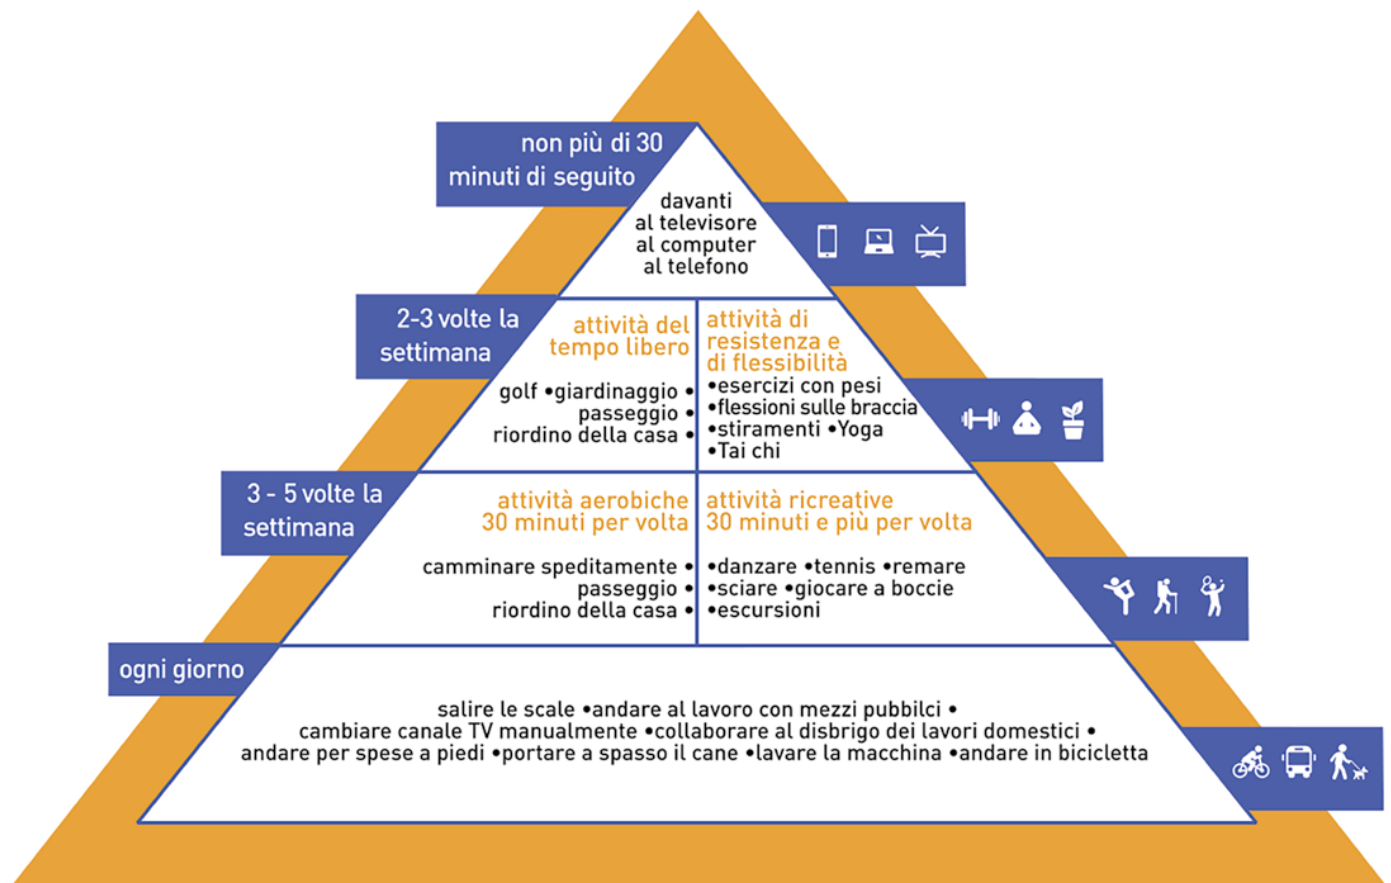 non più di 30
minuti di seguito
davanti
al televisore
al computer
al telefono
2-3 volte la
settimana
attività del
tempo libero
golf •giardinaggio •
passeggio •
riordino della casa •
attività di
resistenza e
di flessibilità
•esercizi con pesi
•flessioni sulle braccia
•stiramenti •Yoga
•Tai chi
3 - 5 volte la
settimana
attività aerobiche
30 minuti per volta
camminare speditamente •
passeggio •
riordino della casa •
attività ricreative
30 minuti e più per volta
•danzare •tennis •remare
•sciare •giocare a boccie
•escursioni
ogni giorno
salire le scale •andare al lavoro con mezzi pubbilci •
cambiare canale TV manualmente •collaborare al disbrigo dei lavori domestici •
andare per spese a piedi •portare a spasso il cane •lavare la macchina •andare in bicicletta